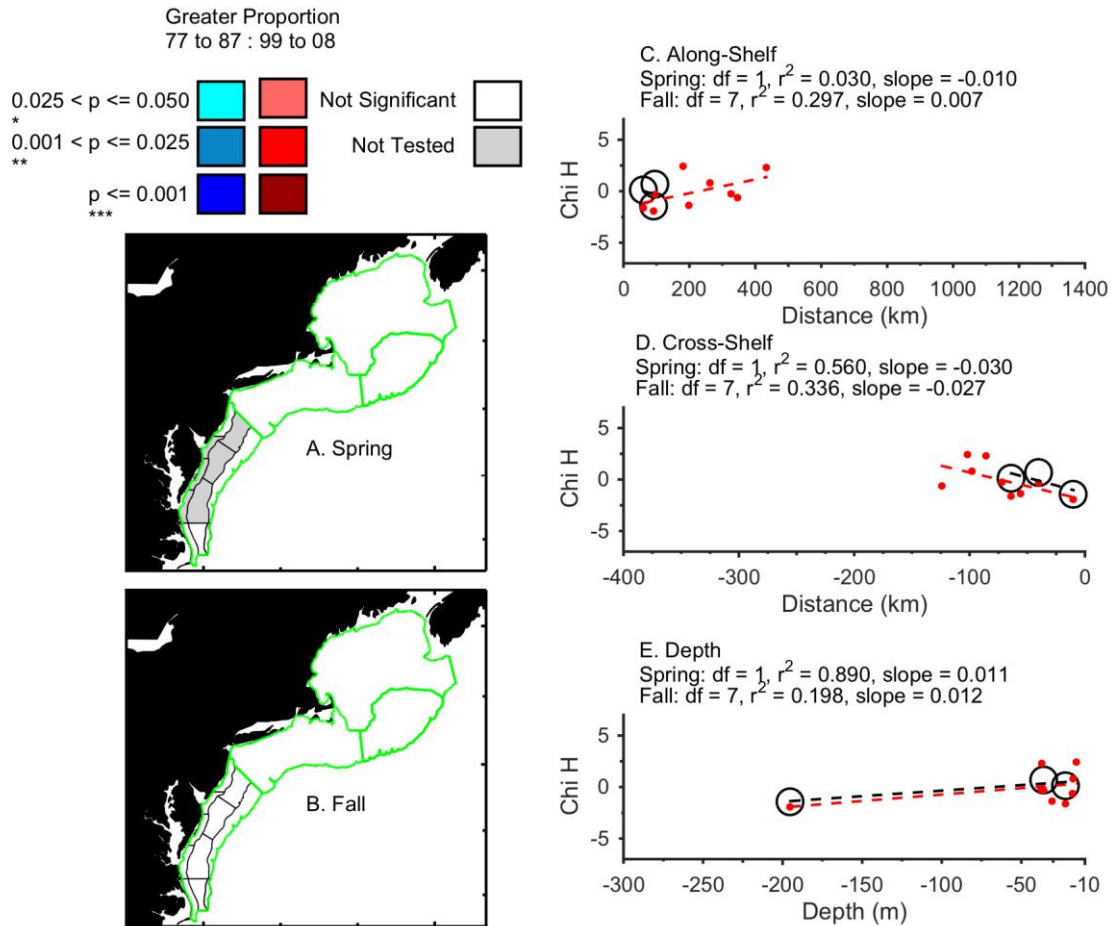 Greater Proportion
77 to 87 : 99 to 08
0.025 < p <= 0.050
*
0.001 < p <= 0.025
**
p <= 0.001
***
Not Significant
Not Tested
A. Spring
B. Fall
C. Along-Shelf
Spring: df = 1, r² = 0.030, slope = -0.010
Fall: df = 7, r² = 0.297, slope = 0.007
Chi H
5
0
-5
0 200 400 600 800 1000 1200 1400
Distance (km)
D. Cross-Shelf
Spring: df = 1, r² = 0.560, slope = -0.030
Fall: df = 7, r² = 0.336, slope = -0.027
Chi H
5
0
-5
-400 -300 -200 -100 0
Distance (km)
E. Depth
Spring: df = 1, r² = 0.890, slope = 0.011
Fall: df = 7, r² = 0.198, slope = 0.012
Chi H
5
0
-5
-300 -200 -100 -50 -10
Depth (m)